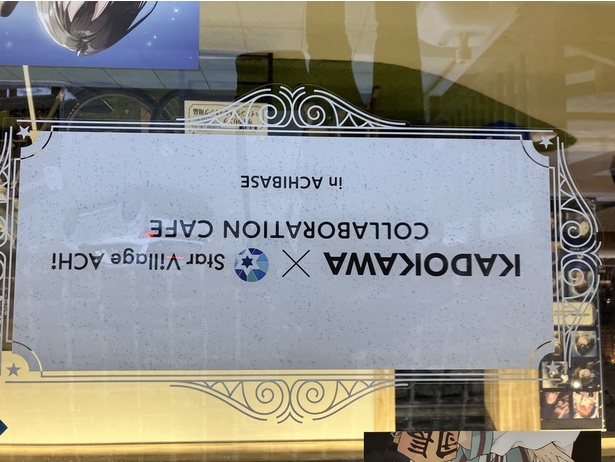 KADOKAWA × Star Village ACHi
COLLABORATION CAFE
in ACHIBASE